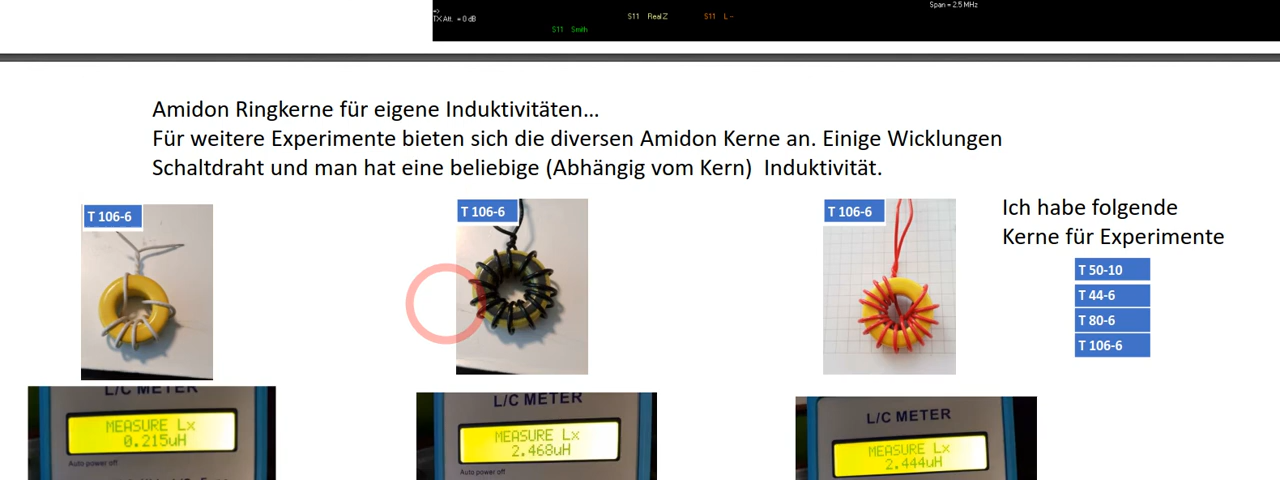 =>
TX Att. = 0 dB
S11 Smith
S11 Real Z
S11 L --
Span = 2.5 MHz
Amidon Ringkerne für eigene Induktivitäten…
Für weitere Experimente bieten sich die diversen Amidon Kerne an. Einige Wicklungen
Schaltdraht und man hat eine beliebige (Abhängig vom Kern) Induktivität.
T 106-6
T 106-6
T 106-6
Ich habe folgende
Kerne für Experimente
T 50-10
T 44-6
T 80-6
T 106-6
L/C METER
MEASURE Lx
0.215uH
Auto power off
L/C METER
MEASURE Lx
2.468uH
Auto power off
L/C METER
MEASURE Lx
2.444uH